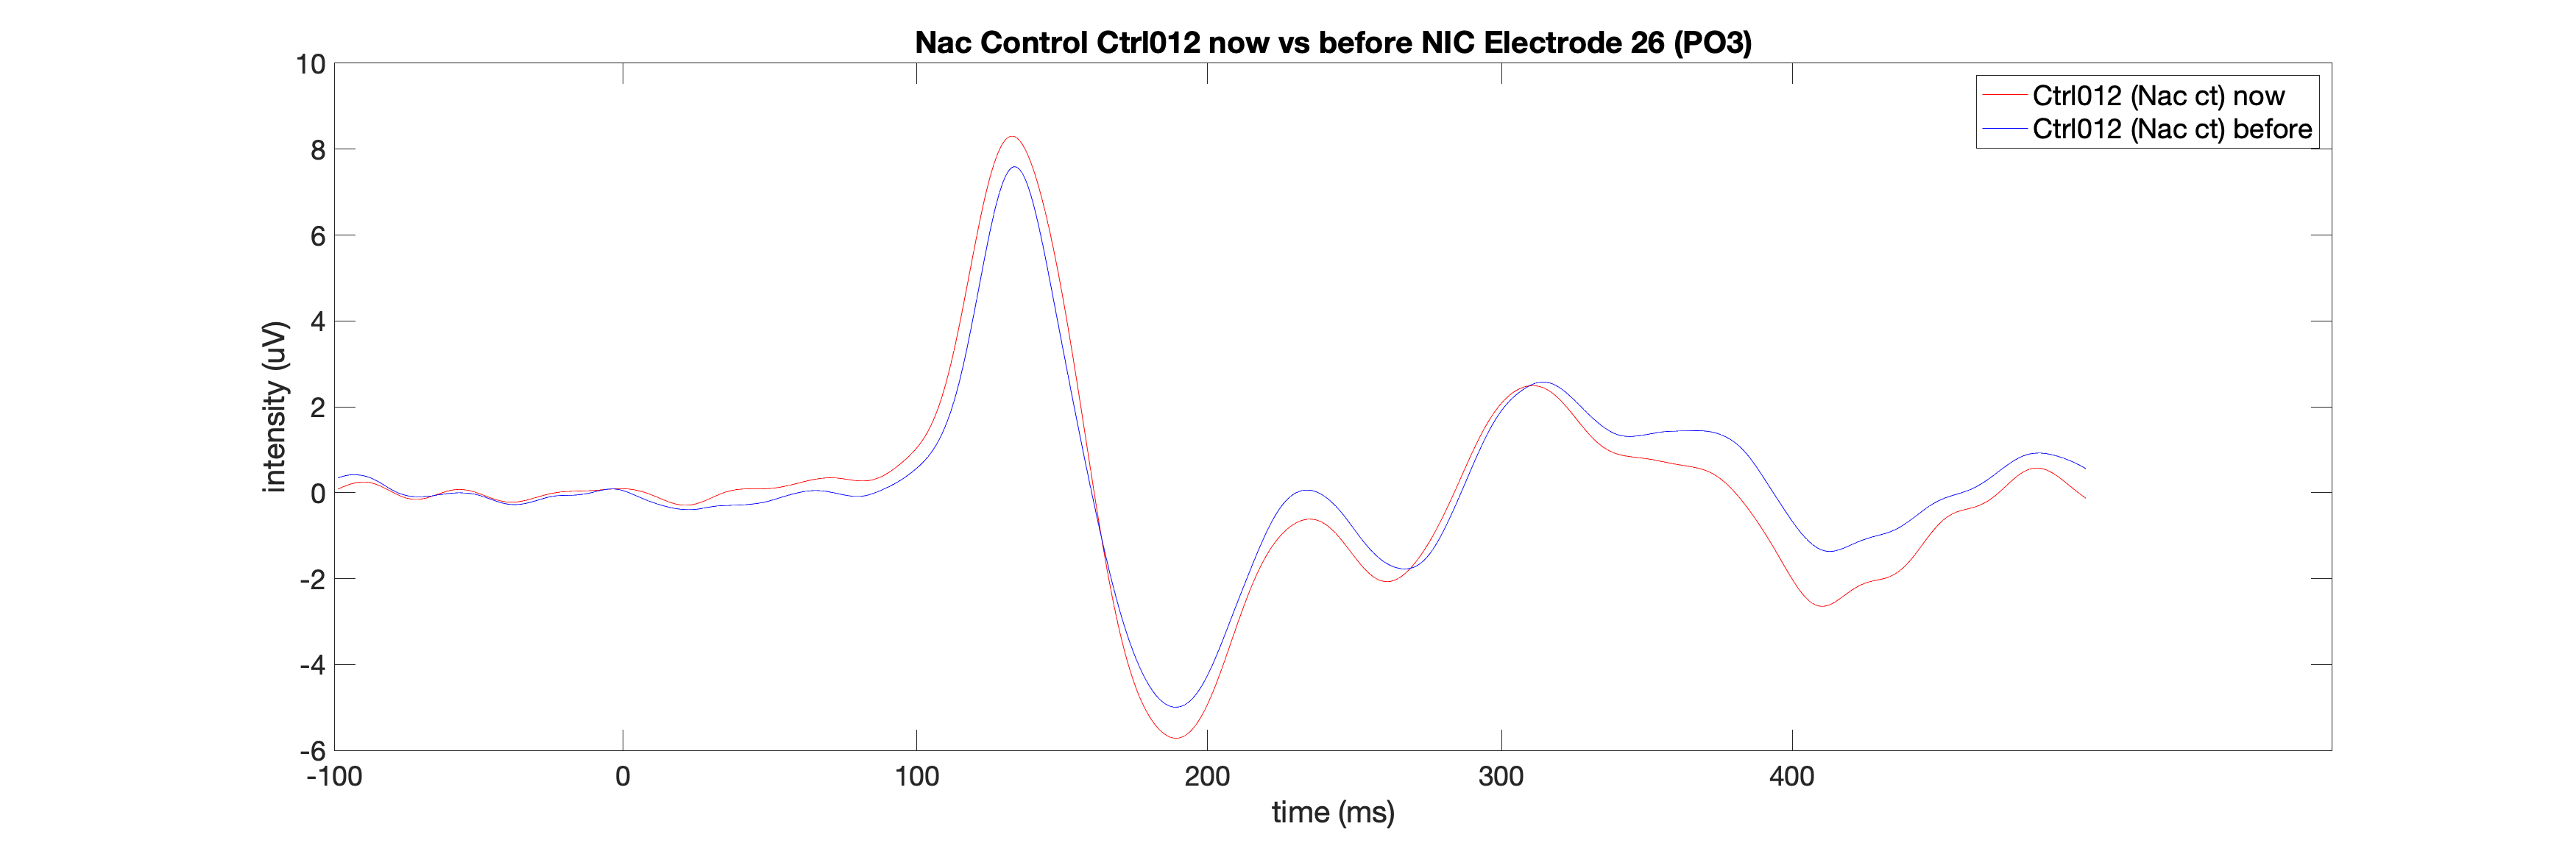 Nac Control Ctrl012 now vs before NIC Electrode 26 (PO3)
Ctrl012 (Nac ct) now
Ctrl012 (Nac ct) before
intensity (uV)
10
8
6
4
2
0
-2
-4
-6
-100 0 100 200 300 400
time (ms)